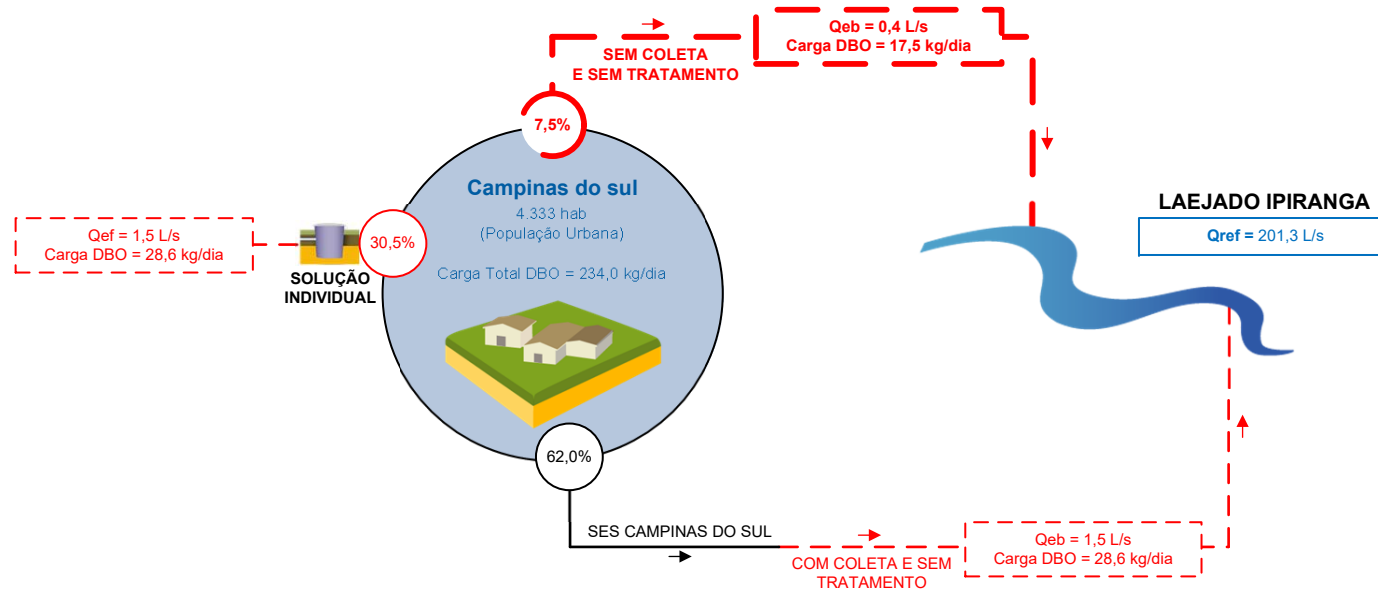 Qeb = 0,4 L/s
Carga DBO = 17,5 kg/dia
SEM COLETA
E SEM TRATAMENTO
7,5%
Campinas do sul
4.333 hab
(População Urbana)
Carga Total DBO = 234,0 kg/dia
Qef = 1,5 L/s
Carga DBO = 28,6 kg/dia
30,5%
SOLUÇÃO
INDIVIDUAL
LAEJADO IPIRANGA
Qref = 201,3 L/s
62,0%
SES CAMPINAS DO SUL
COM COLETA E SEM
TRATAMENTO
Qeb = 1,5 L/s
Carga DBO = 28,6 kg/dia